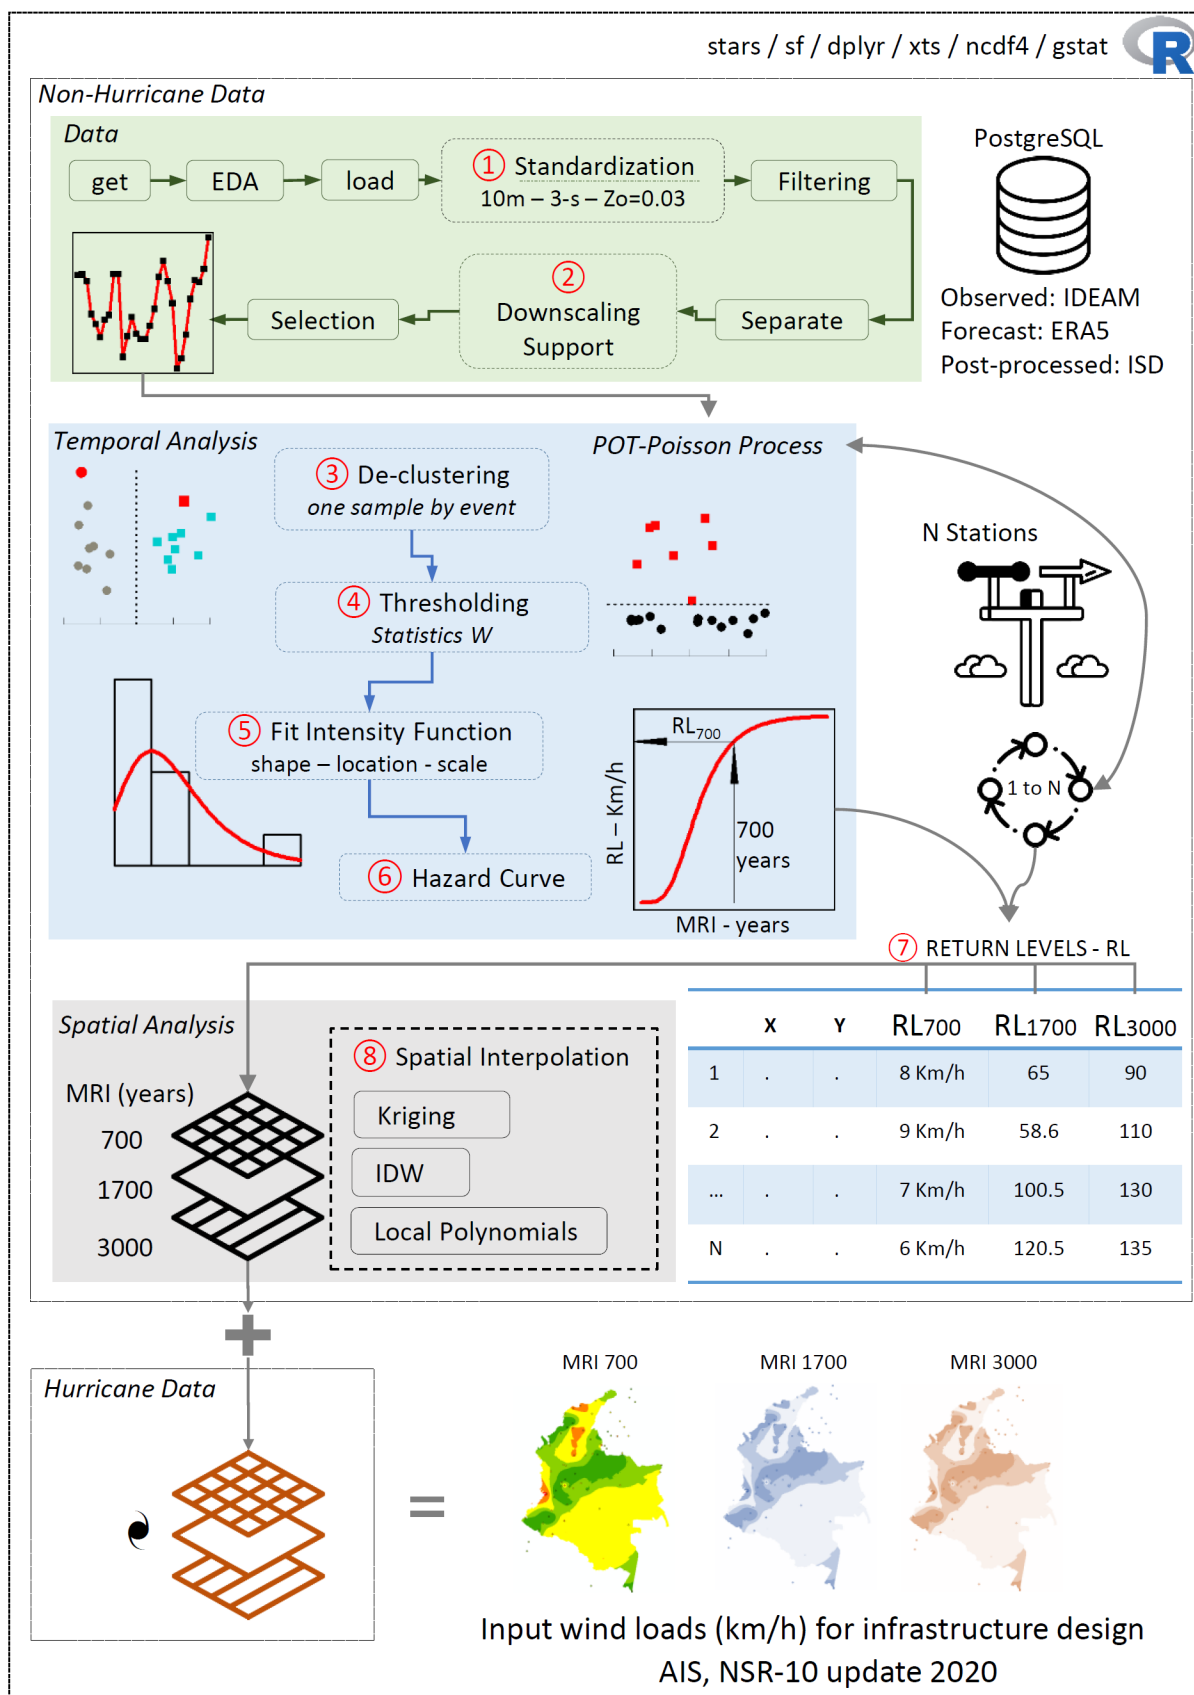 stars / sf / dplyr / xts / ncdf4 / gstat
R
Non-Hurricane Data
Data
get
EDA
load
1 Standardization
10m – 3-s – Zo=0.03
Filtering
PostgreSQL
2
Downscaling
Support
Selection
Separate
Observed: IDEAM
Forecast: ERA5
Post-processed: ISD
Temporal Analysis
POT-Poisson Process
3 De-clustering
one sample by event
N Stations
4 Thresholding
Statistics W
5 Fit Intensity Function
shape – location - scale
RL700
RL – Km/h
700
years
MRI - years
1 to N
6 Hazard Curve
7 RETURN LEVELS - RL
X Y RL700 RL1700 RL3000
1 . . 8 Km/h 65 90
2 . . 9 Km/h 58.6 110
... . . 7 Km/h 100.5 130
N . . 6 Km/h 120.5 135
Spatial Analysis
MRI (years)
700
1700
3000
8 Spatial Interpolation
Kriging
IDW
Local Polynomials
+
Hurricane Data
=
MRI 700
MRI 1700
MRI 3000
Input wind loads (km/h) for infrastructure design
AIS, NSR-10 update 2020